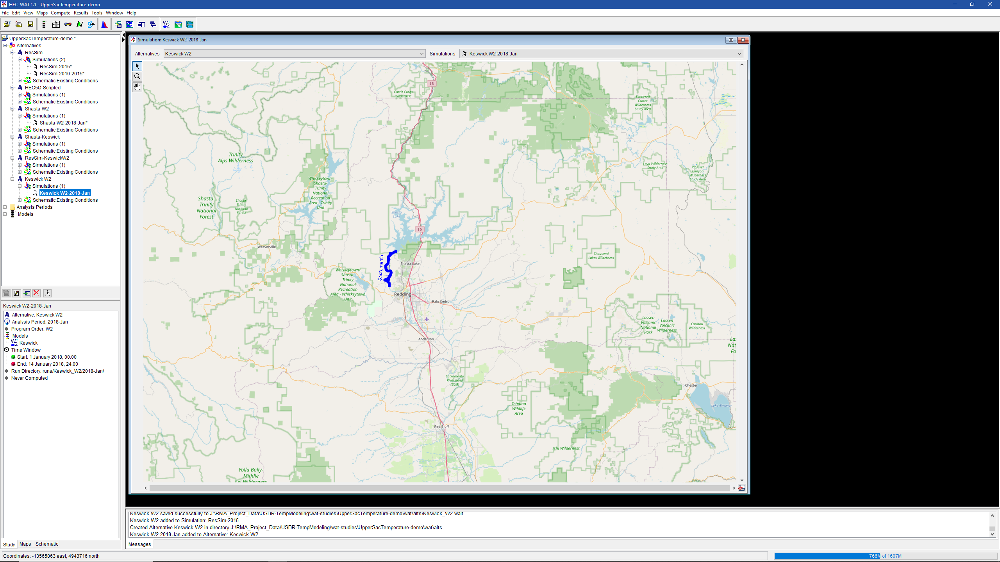 HEC-WAT 1.1 - UpperSacTemperature-demo
File Edit View Maps Compute Results Tools Window Help
UpperSacTemperature-demo *
Alternatives
ResSim
Simulations (2)
ResSim-2015*
ResSim-2010-2015*
Schematic:Existing Conditions
HEC5Q-Scripted
Simulations (1)
Schematic:Existing Conditions
Shasta-W2
Simulations (1)
Shasta-W2-2018-Jan*
Schematic:Existing Conditions
Shasta-Keswick
Simulations (1)
Schematic:Existing Conditions
ResSim-KeswickW2
Simulations (1)
Schematic:Existing Conditions
Keswick W2
Simulations (1)
Keswick W2-2018-Jan
Schematic:Existing Conditions
Analysis Periods
Models
Keswick W2-2018-Jan
Alternative: Keswick W2
Analysis Period: 2018-Jan
Program Order: W2
Models
Keswick
Time Window
Start: 1 January 2018, 00:00
End: 14 January 2018, 24:00
Run Directory: runs/Keswick_W2/2018-Jan/
Never Computed
Study Maps Schematic
Simulation: Keswick W2-2018-Jan
Alternatives Keswick W2 Simulations Keswick W2-2018-Jan
I 5
Castle Crags
Wilderness
Timbered
Crater
Wilderness
Study Area
Trinity
Alps Wilderness
Lava Wilderness
Study Area
Pit River
Canyon
Wilderness
Study Area
Whiskeytown-
Shasta-
Trinity
National
Recreation
Area - Trinity
Unit
Shasta-
Trinity
National
Forest
Shasta-
Trinity
National
Forest
Shasta
Lake
I 5
Weaverville
Sacramento
Shasta Lake
Thousand
Lakes Wilderness
Whiskeytown-
Shasta-
Trinity
National
Recreation
Area - Whiskeytown
Unit
Redding
Palo Cedro
Lassen
Volcanic
National
Park
Lassen
Volcanic
Wilderness
Caribou
Wilderness
Anderson
Las
Nat
Fo
Sacramento
River Bend
(BLM)
Chester
Tehama
Wildlife
Area
Lake Almanor
Red Bluff
Ishi Wilderness
Yolla Bolly-
Middle
Eel Wilderness
Keswick W2 saved successfully to J:\RMA_Project_Data\USBR-TempModeling\wat-studies\UpperSacTemperature-demo\wat\alts\Keswick_W2.walt
Keswick W2 added to Simulation: ResSim-2015
Created Alternative Keswick W2 in directory J:\RMA_Project_Data\USBR-TempModeling\wat-studies\UpperSacTemperature-demo\wat\alts
Keswick W2-2018-Jan added to Alternative: Keswick W2
Messages
Coordinates: -13565863 east, 4943716 north
766M of 1607M